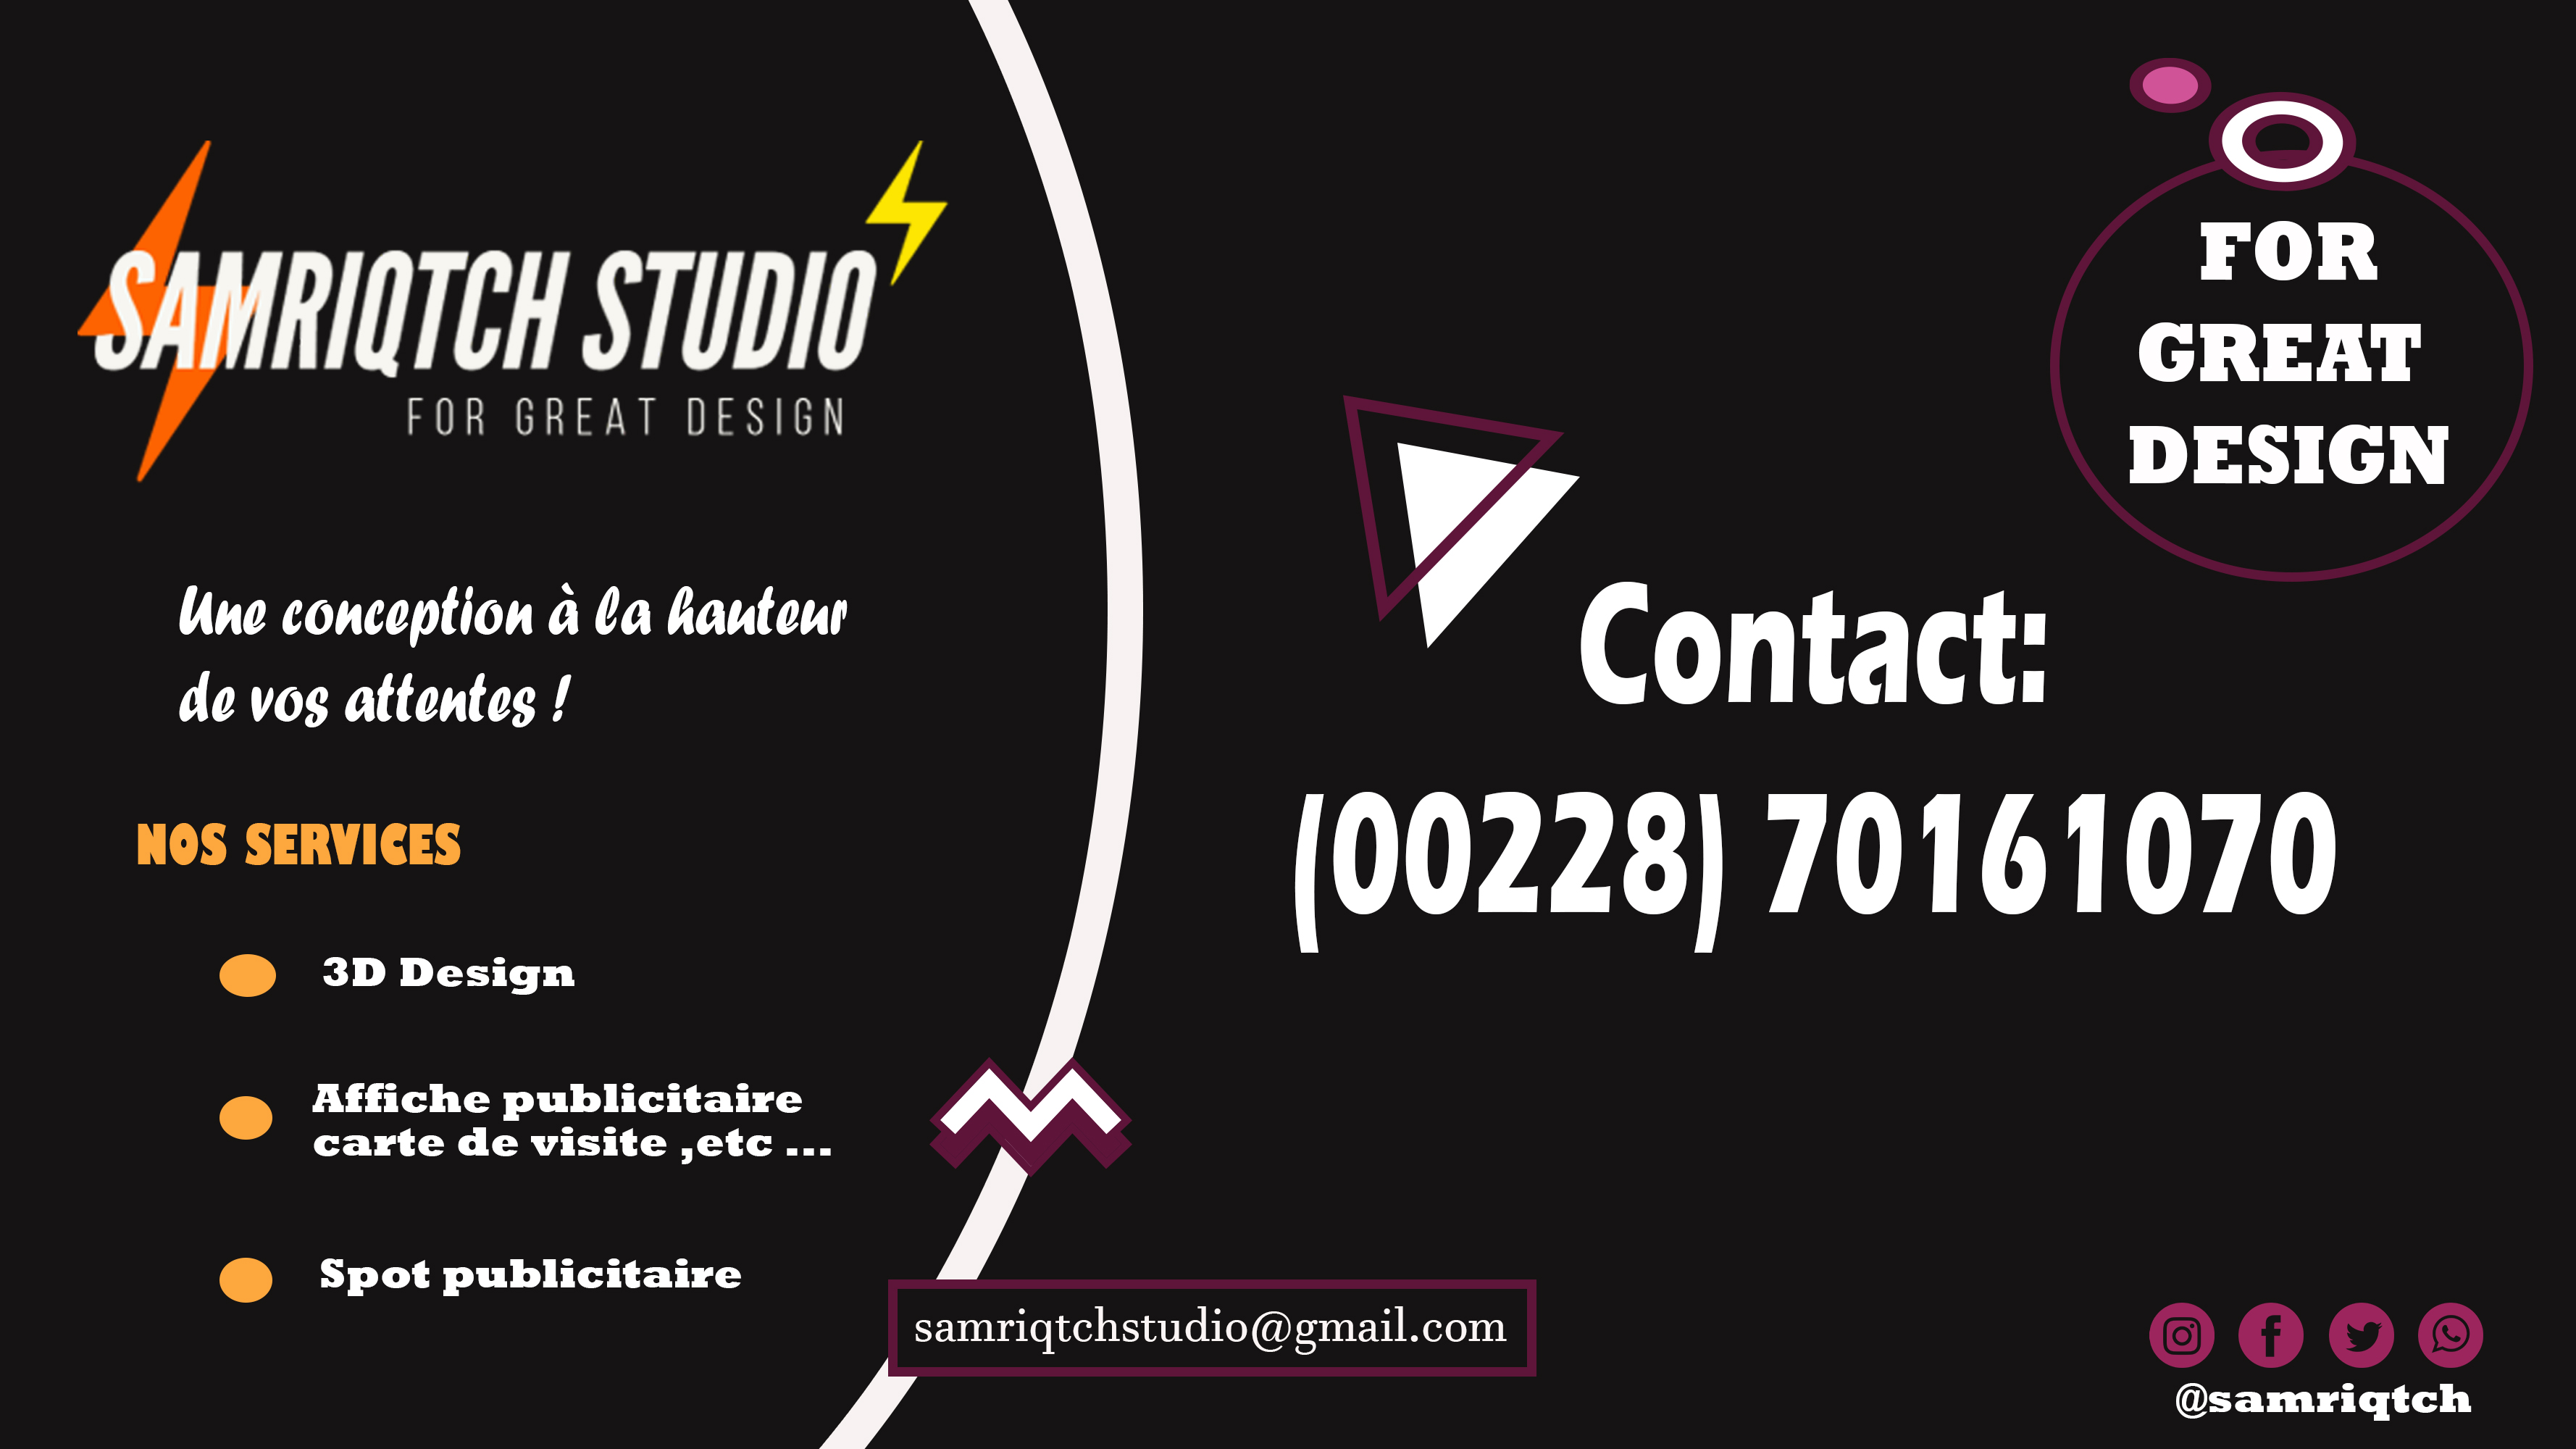 SAMRIQTCH STUDIO
FOR GREAT DESIGN
Une conception à la hauteur
de vos attentes !
NOS SERVICES
3D Design
Affiche publicitaire
carte de visite ,etc ...
Spot publicitaire
samriqtchstudio@gmail.com
FOR
GREAT
DESIGN
Contact:
(00228) 70161070
@samriqtch